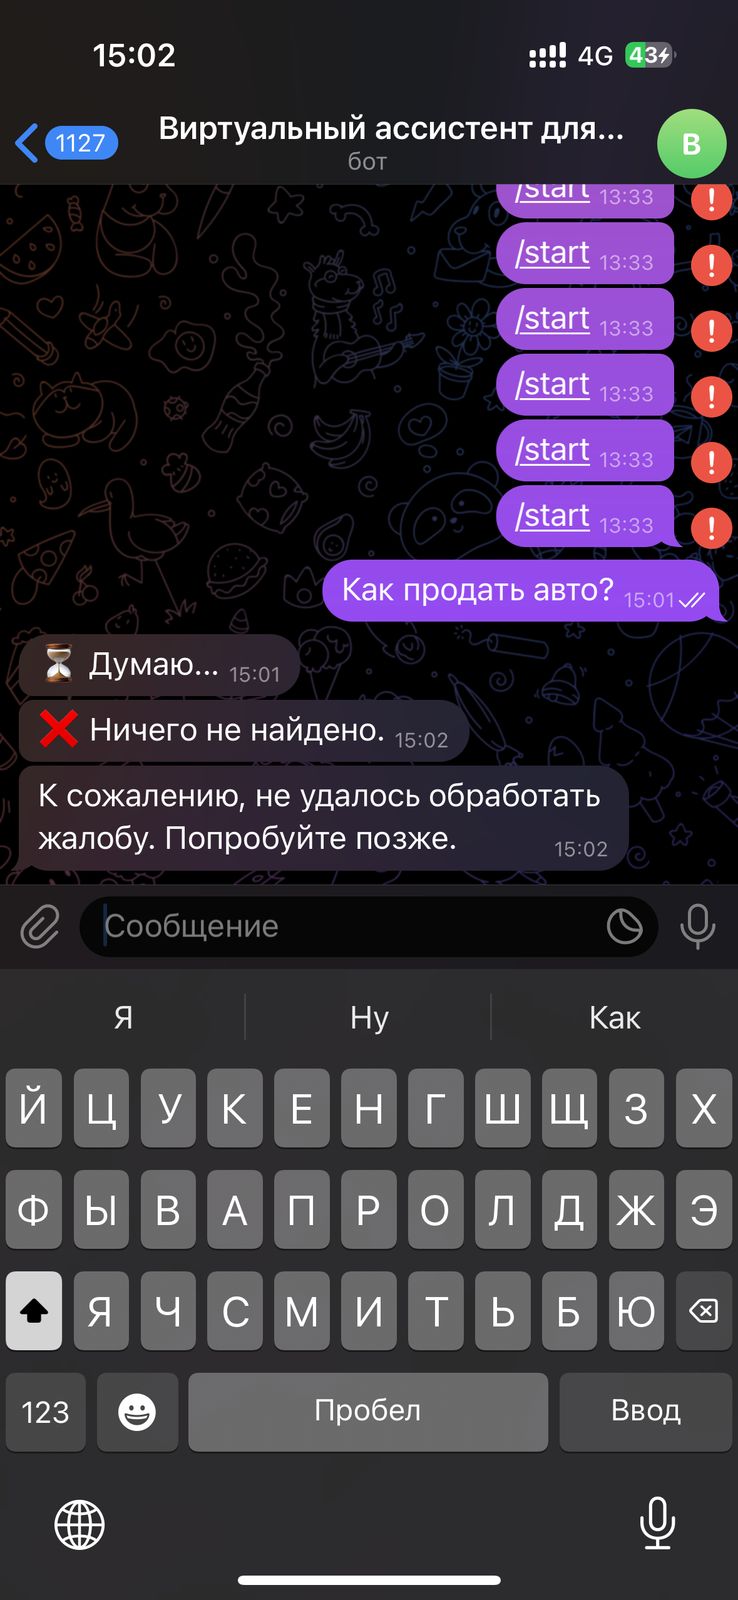 15:02
4G 43
1127
Виртуальный ассистент для...
бот
В
/start 13:33
/start 13:33
/start 13:33
/start 13:33
/start 13:33
/start 13:33
Как продать авто? 15:01
Думаю... 15:01
Ничего не найдено. 15:02
К сожалению, не удалось обработать
жалобу. Попробуйте позже. 15:02
Сообщение
Я Ну Как
Й Ц У К Е Н Г Ш Щ З Х
Ф Ы В А П Р О Л Д Ж Э
Я Ч С М И Т Ь Б Ю
123 Пробел Ввод